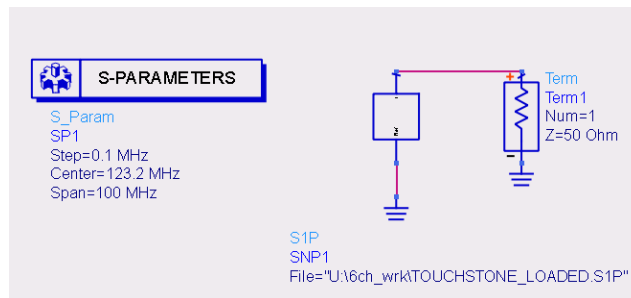 S-PARAMETERS
S_Param
SP1
Step=0.1 MHz
Center=123.2 MHz
Span=100 MHz
Term
Term1
Num=1
Z=50 Ohm
S1P
SNP1
File="U:\6ch_wrk\TOUCHSTONE_LOADED.S1P"